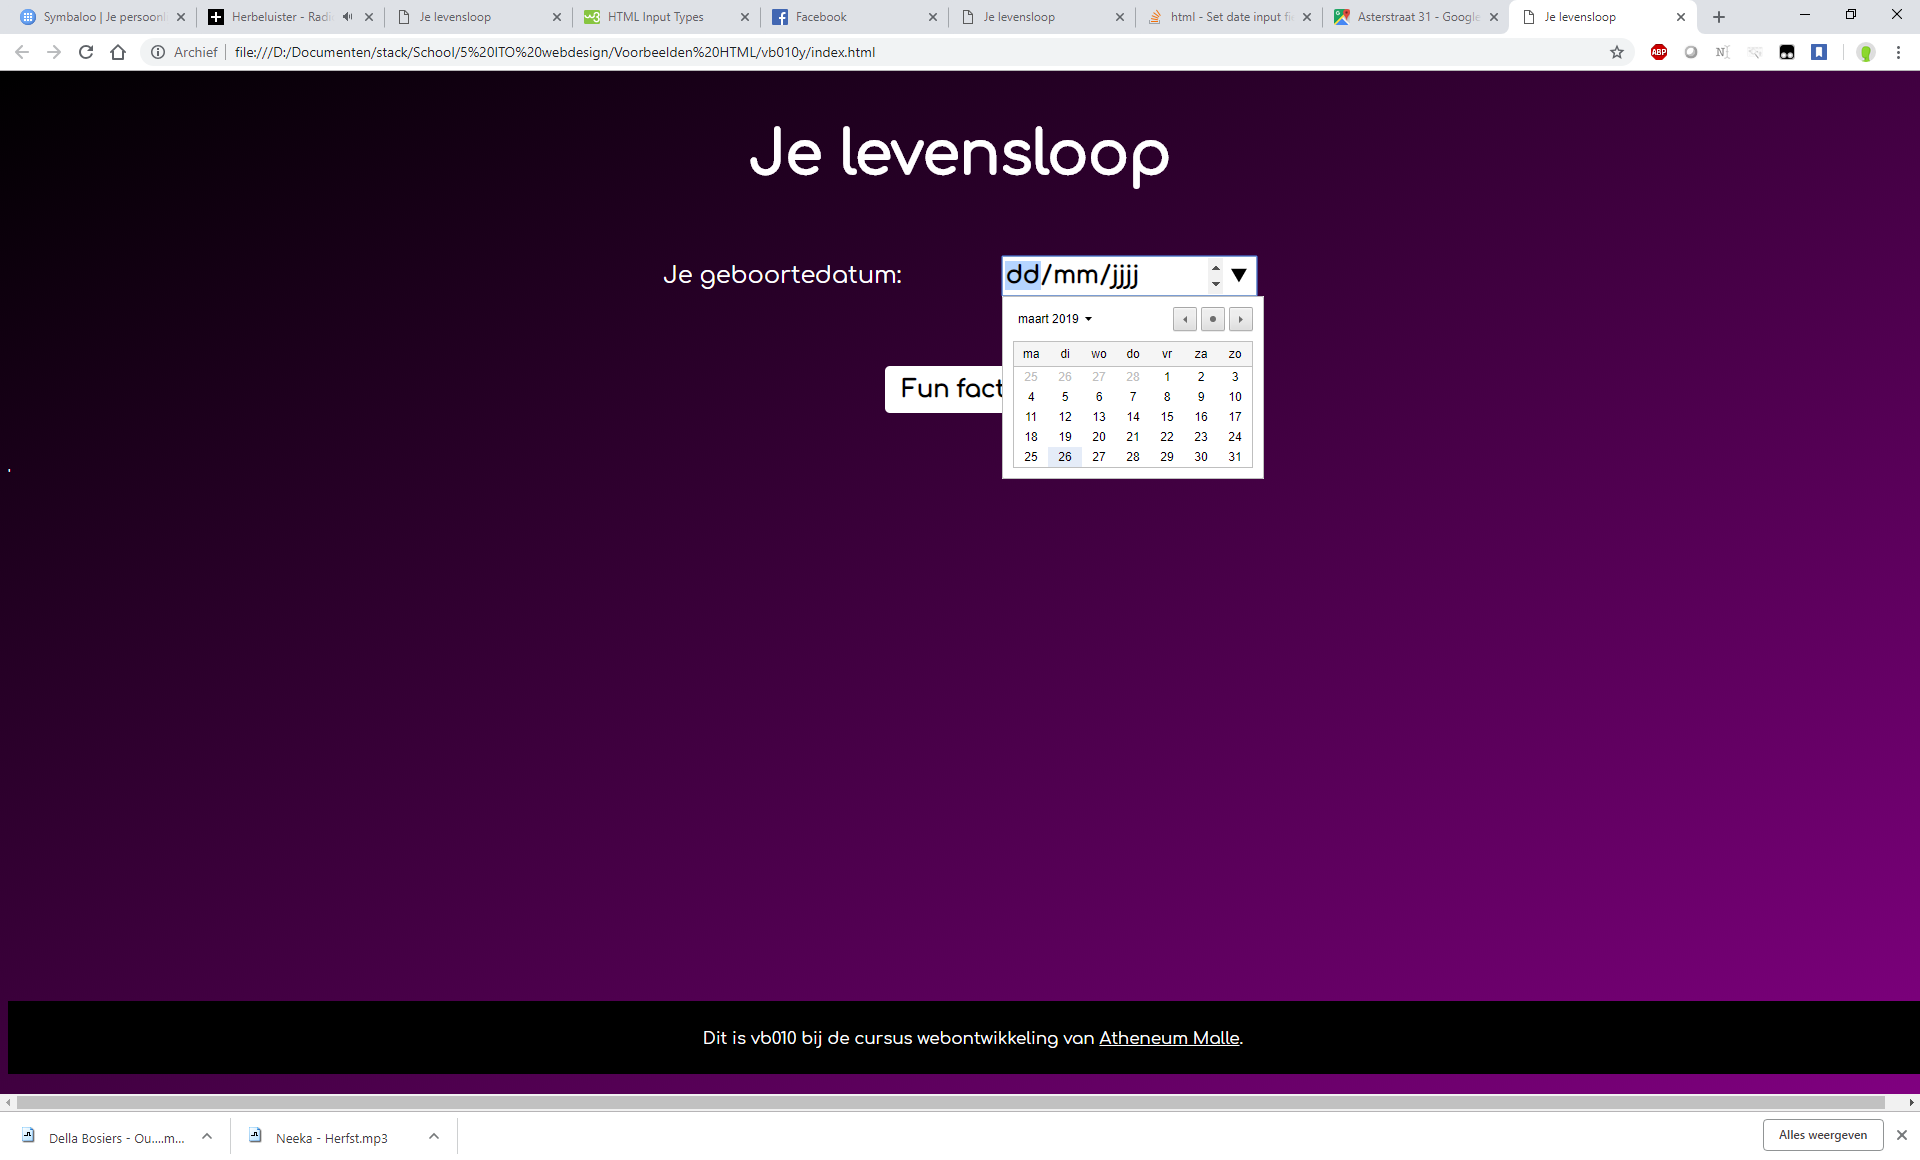 Symbaloo | Je persoonl
Herbeluister - Radi
Je levensloop
HTML Input Types
Facebook
Je levensloop
html - Set date input fi
Asterstraat 31 - Google
Je levensloop
Archief
file:///D:/Documenten/stack/School/5%20ITO%20webdesign/Voorbeelden%20HTML/vb010y/index.html
ABP
Je levensloop
Je geboortedatum:
dd/mm/jjjj
maart 2019
ma di wo do vr za zo
25 26 27 28 1 2 3
4 5 6 7 8 9 10
11 12 13 14 15 16 17
18 19 20 21 22 23 24
25 26 27 28 29 30 31
Fun fact
Dit is vb010 bij de cursus webontwikkeling van Atheneum Malle.
Della Bosiers - Ou....m...
Neeka - Herfst.mp3
Alles weergeven